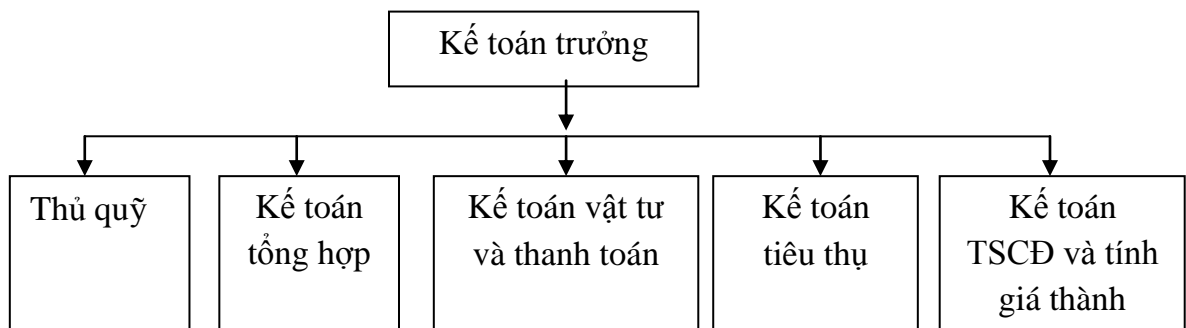 Kế toán trưởng
Thủ quỹ
Kế toán
tổng hợp
Kế toán vật tư
và thanh toán
Kế toán
tiêu thụ
Kế toán
TSCĐ và tính
giá thành